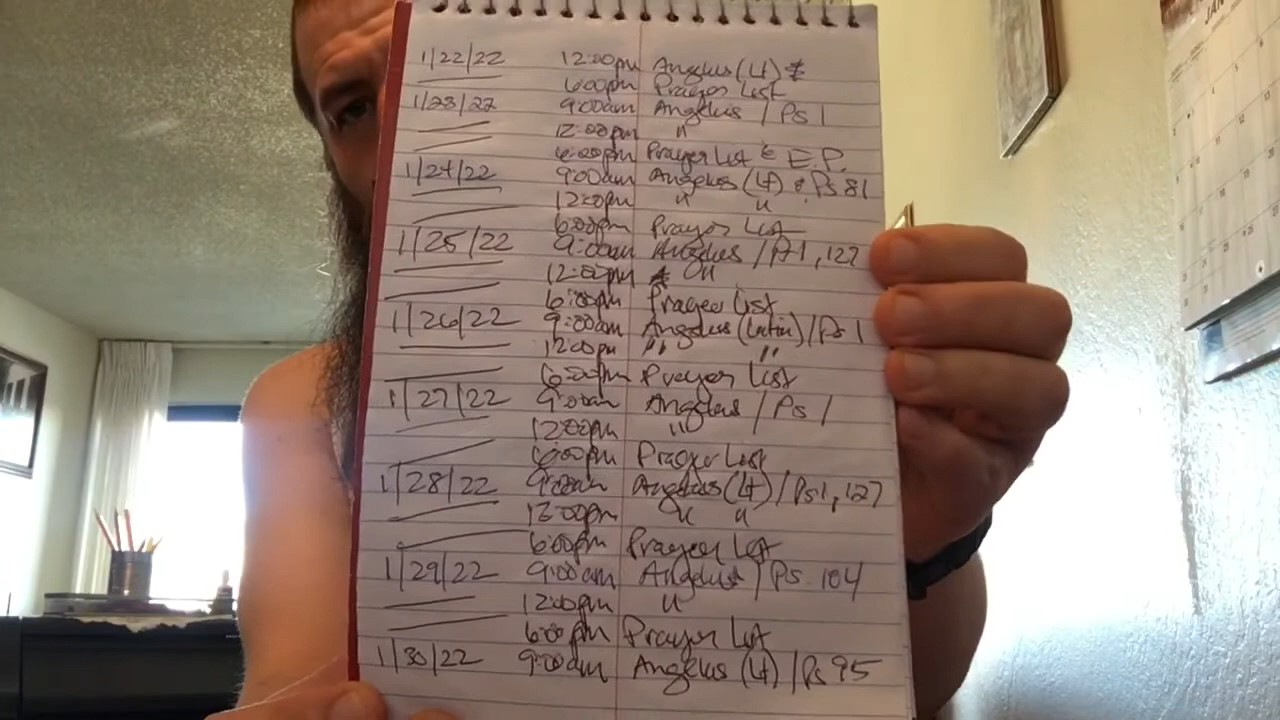 1/22/22 12:00pm Angelus (Lt)
6:00pm Prayer List
1/23/22 9:00am Angelus / Ps 1
12:00pm "
6:00pm Prayer List & E.P.
1/24/22 9:00am Angelus (Lt) & Ps 81
12:00pm " "
6:00pm Prayer List
1/25/22 9:00am Angelus / Ps 1, 127
12:00pm "
6:00pm Prayer List
1/26/22 9:00am Angelus (Latin) / Ps 1
12:00pm " "
6:00pm Prayer List
1/27/22 9:00am Angelus / Ps 1
12:00pm "
6:00pm Prayer List
1/28/22 9:00am Angelus (Lt) / Ps 1, 127
12:00pm " "
6:00pm Prayer List
1/29/22 9:00am Angelus / Ps. 104
12:00pm "
6:00pm Prayer List
1/30/22 9:00am Angelus (Lt) / Ps 95